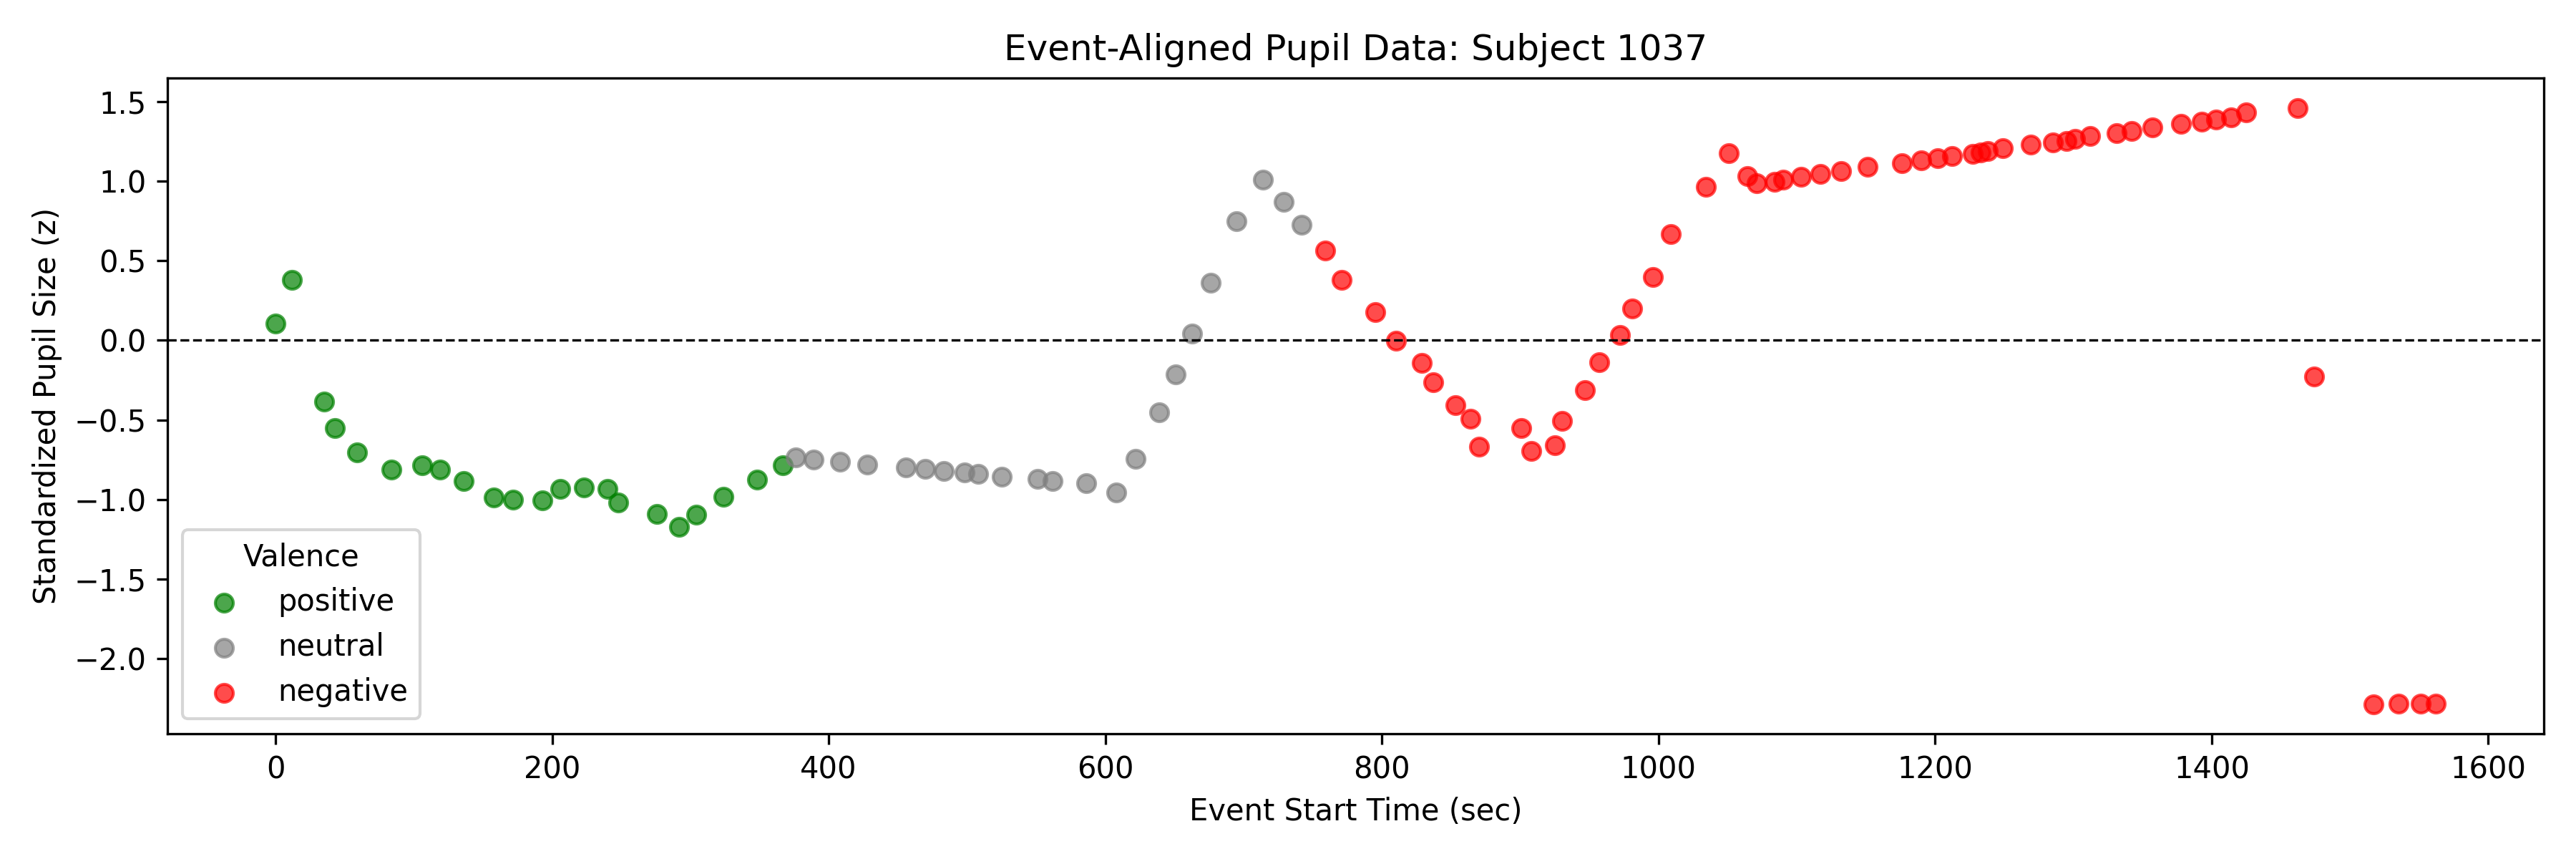 Event-Aligned Pupil Data: Subject 1037
Standardized Pupil Size (z)
1.5
1.0
0.5
0.0
−0.5
−1.0
−1.5
−2.0
Valence
positive
neutral
negative
0 200 400 600 800 1000 1200 1400 1600
Event Start Time (sec)